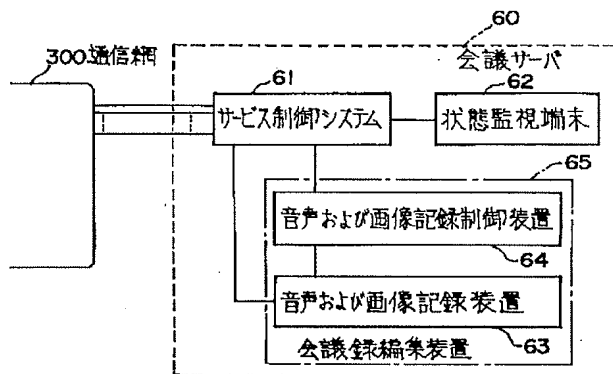 60
会議サーバ
300 通信網
61
サービス制御システム
62
状態監視端末
65
音声および画像記録制御装置
64
音声および画像記録装置
会議録編集装置
63